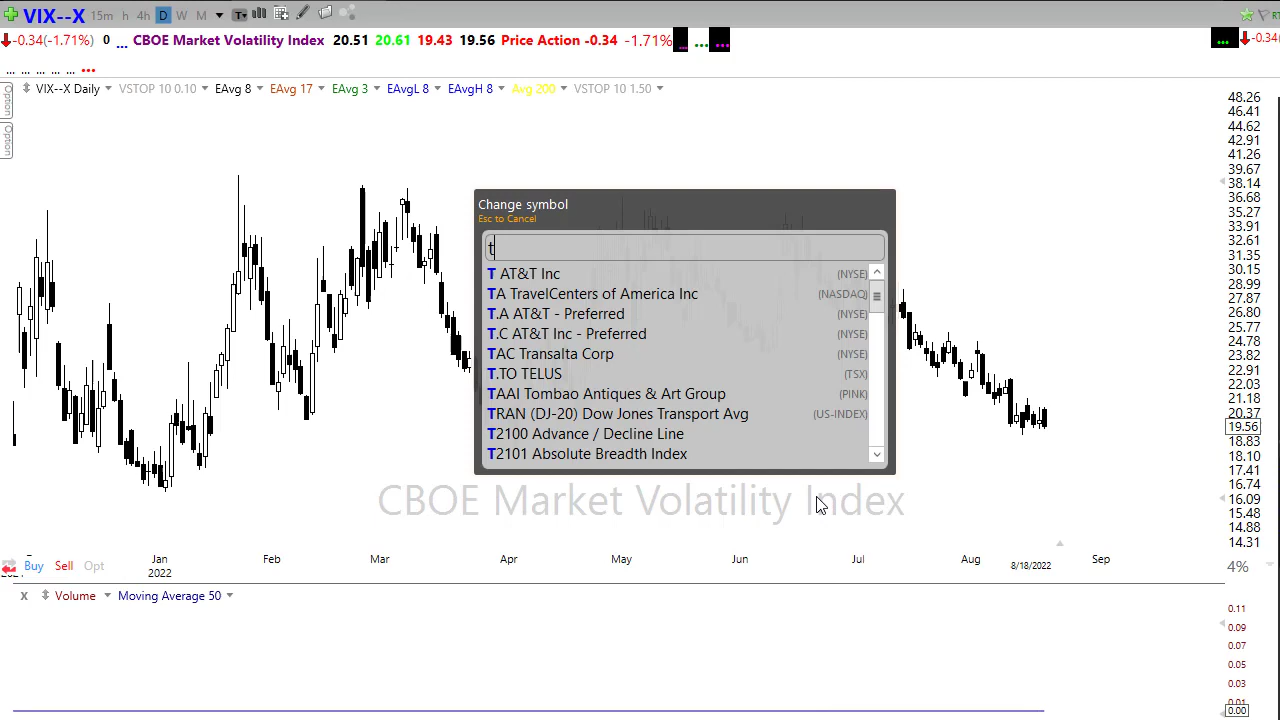 VIX--X 15m h 4h D W M T
-0.34(-1.71%) 0 ... CBOE Market Volatility Index 20.51 20.61 19.43 19.56 Price Action -0.34 -1.71% ... ... ... ... -0.34(
... ... ... ... ... ...
VIX--X Daily VSTOP 10 0.10 EAvg 8 EAvg 17 EAvg 3 EAvgL 8 EAvgH 8 Avg 200 VSTOP 10 1.50
Option
Option
48.26
46.41
44.62
42.91
41.26
39.67
38.14
36.68
35.27
33.91
32.61
31.35
30.15
28.99
27.87
26.80
25.77
24.78
23.82
22.91
22.03
21.18
20.37
19.56
18.83
18.10
17.41
16.74
16.09
15.48
14.88
14.31
Change symbol
Esc to Cancel
t
T AT&T Inc (NYSE)
TA TravelCenters of America Inc (NASDAQ)
T.A AT&T - Preferred (NYSE)
T.C AT&T Inc - Preferred (NYSE)
TAC Transalta Corp (NYSE)
T.TO TELUS (TSX)
TAAI Tombao Antiques & Art Group (PINK)
TRAN (DJ-20) Dow Jones Transport Avg (US-INDEX)
T2100 Advance / Decline Line
T2101 Absolute Breadth Index
CBOE Market Volatility Index
Jan Feb Mar Apr May Jun Jul Aug Sep
2022 8/18/2022
Buy Sell Opt 4%
x Volume Moving Average 50
0.11
0.09
0.07
0.05
0.03
0.01
0.00